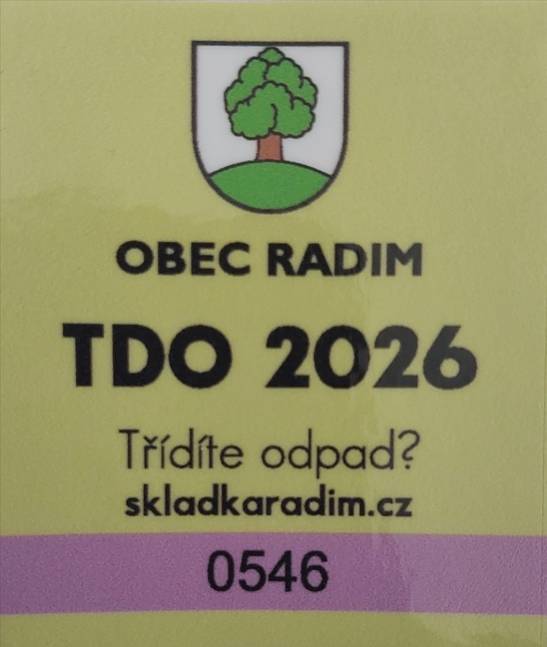 OBEC RADIM
TDO 2026
Třídíte odpad?
skladkaradim.cz
0546